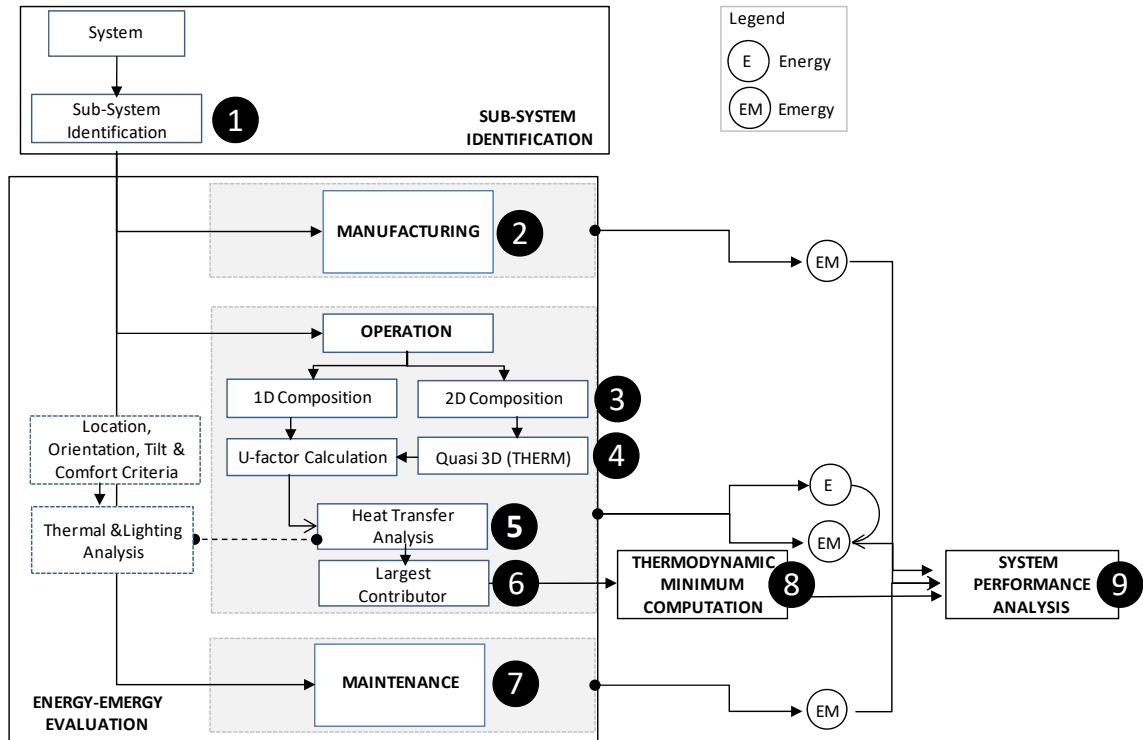 System
Sub-System
Identification
1
SUB-SYSTEM
IDENTIFICATION
Legend
E
Energy
EM
Emergy
MANUFACTURING
2
EM
OPERATION
1D Composition
2D Composition
3
Location,
Orientation, Tilt &
Comfort Criteria
U-factor Calculation
Quasi 3D (THERM)
4
E
Thermal &Lighting
Analysis
Heat Transfer
Analysis
5
EM
Largest
Contributor
6
THERMODYNAMIC
MINIMUM
COMPUTATION
8
SYSTEM
PERFORMANCE
ANALYSIS
9
MAINTENANCE
7
EM
ENERGY-EMERGY
EVALUATION